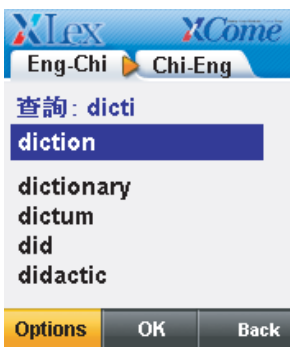 XLex XCome
Eng-Chi Chi-Eng
查詢: dicti
diction
dictionary
dictum
did
didactic
Options OK Back